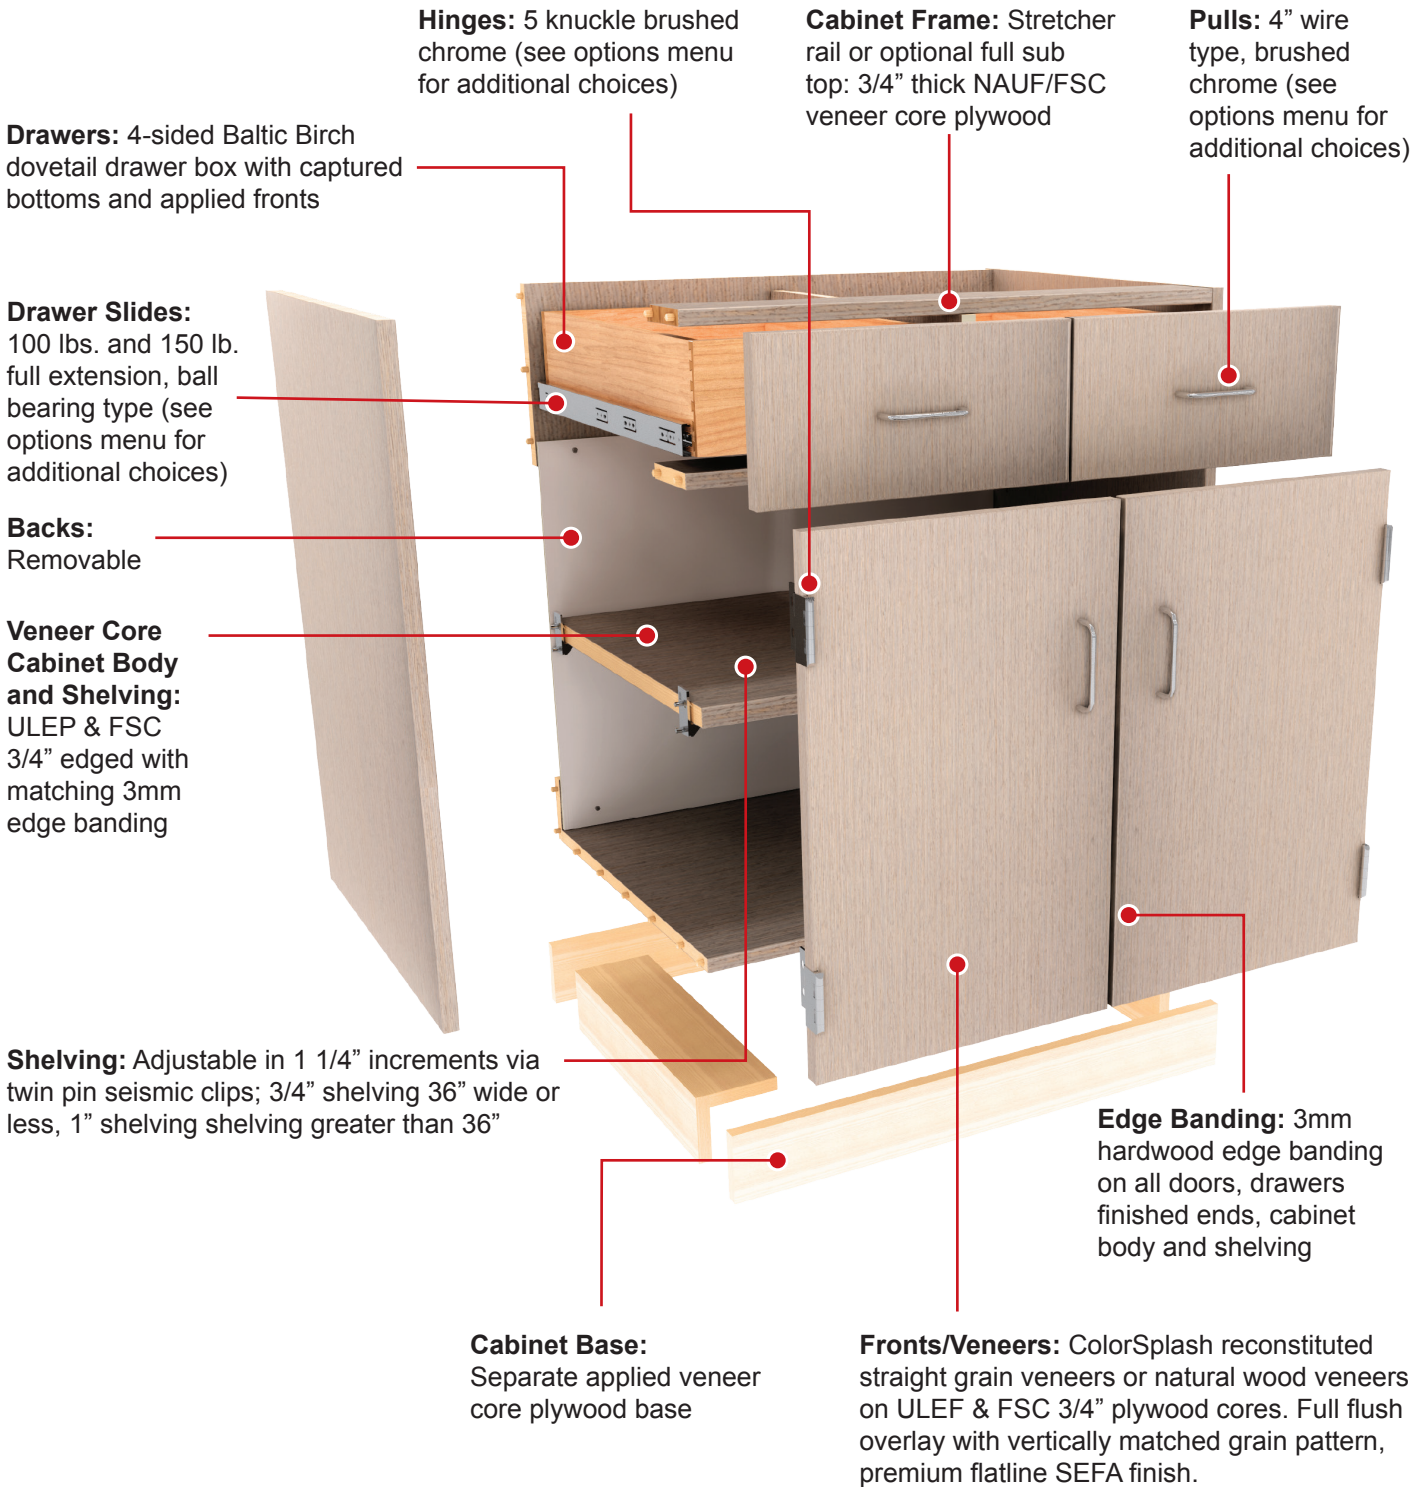 Hinges: 5 knuckle brushed
chrome (see options menu
for additional choices)
Cabinet Frame: Stretcher
rail or optional full sub
top: 3/4” thick NAUF/FSC
veneer core plywood
Pulls: 4” wire
type, brushed
chrome (see
options menu for
additional choices)
Drawers: 4-sided Baltic Birch
dovetail drawer box with captured
bottoms and applied fronts
Drawer Slides:
100 lbs. and 150 lb.
full extension, ball
bearing type (see
options menu for
additional choices)
Backs:
Removable
Veneer Core
Cabinet Body
and Shelving:
ULEP & FSC
3/4” edged with
matching 3mm
edge banding
Shelving: Adjustable in 1 1/4” increments via
twin pin seismic clips; 3/4” shelving 36” wide or
less, 1” shelving shelving greater than 36”
Edge Banding: 3mm
hardwood edge banding
on all doors, drawers
finished ends, cabinet
body and shelving
Cabinet Base:
Separate applied veneer
core plywood base
Fronts/Veneers: ColorSplash reconstituted
straight grain veneers or natural wood veneers
on ULEF & FSC 3/4” plywood cores. Full flush
overlay with vertically matched grain pattern,
premium flatline SEFA finish.